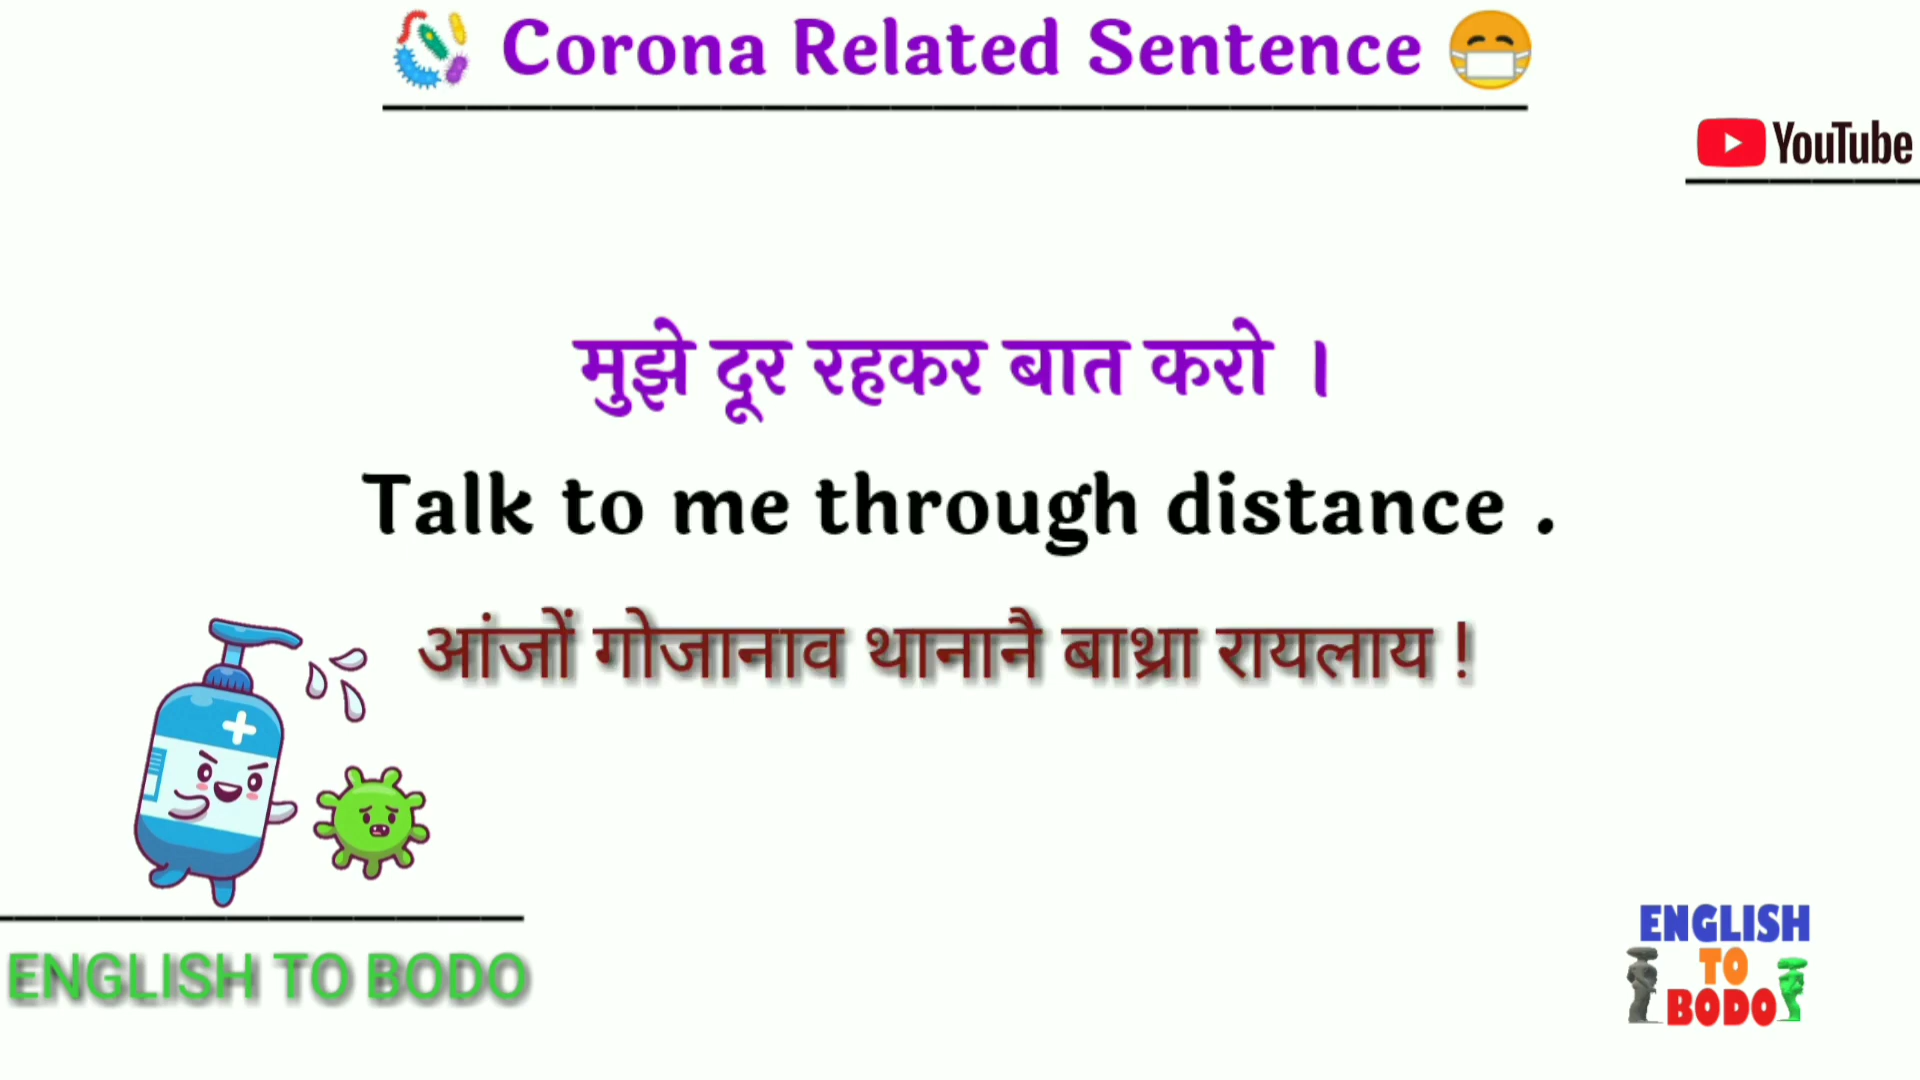 Corona Related Sentence
YouTube
मुझे दूर रहकर बात करो ।
Talk to me through distance .
आंजों गोजानाव थानानै बाथ्रा रायलाय !
ENGLISH TO BODO
ENGLISH
TO
BODO